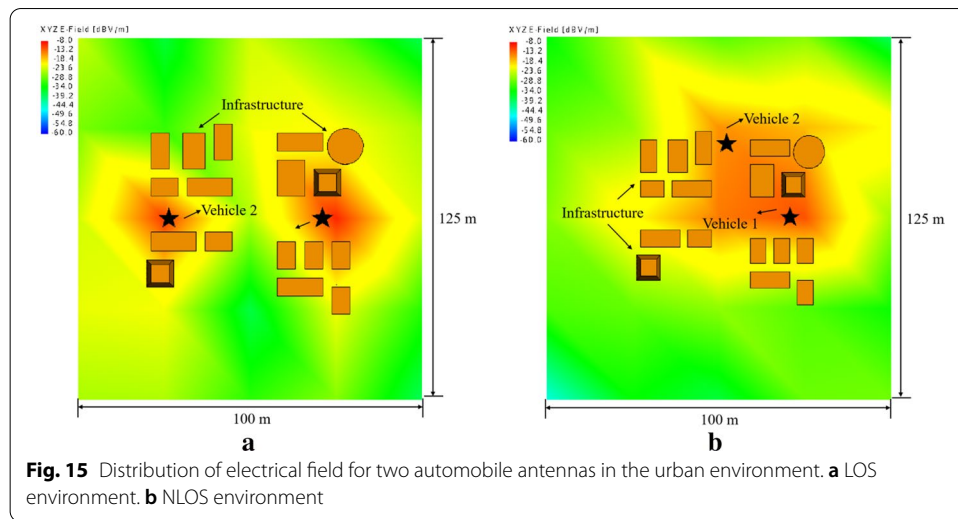 XYZ E-Field [dBV/m]
-8.0
-13.2
-18.4
-23.6
-28.8
-34.0
-39.2
-44.4
-49.6
-54.8
-60.0
Infrastructure
Vehicle 2
125 m
100 m
a
XYZ E-Field [dBV/m]
-8.0
-13.2
-18.4
-23.6
-28.8
-34.0
-39.2
-44.4
-49.6
-54.8
-60.0
Vehicle 2
Infrastructure
Vehicle 1
125 m
100 m
b
Fig. 15 Distribution of electrical field for two automobile antennas in the urban environment. a LOS
environment. b NLOS environment